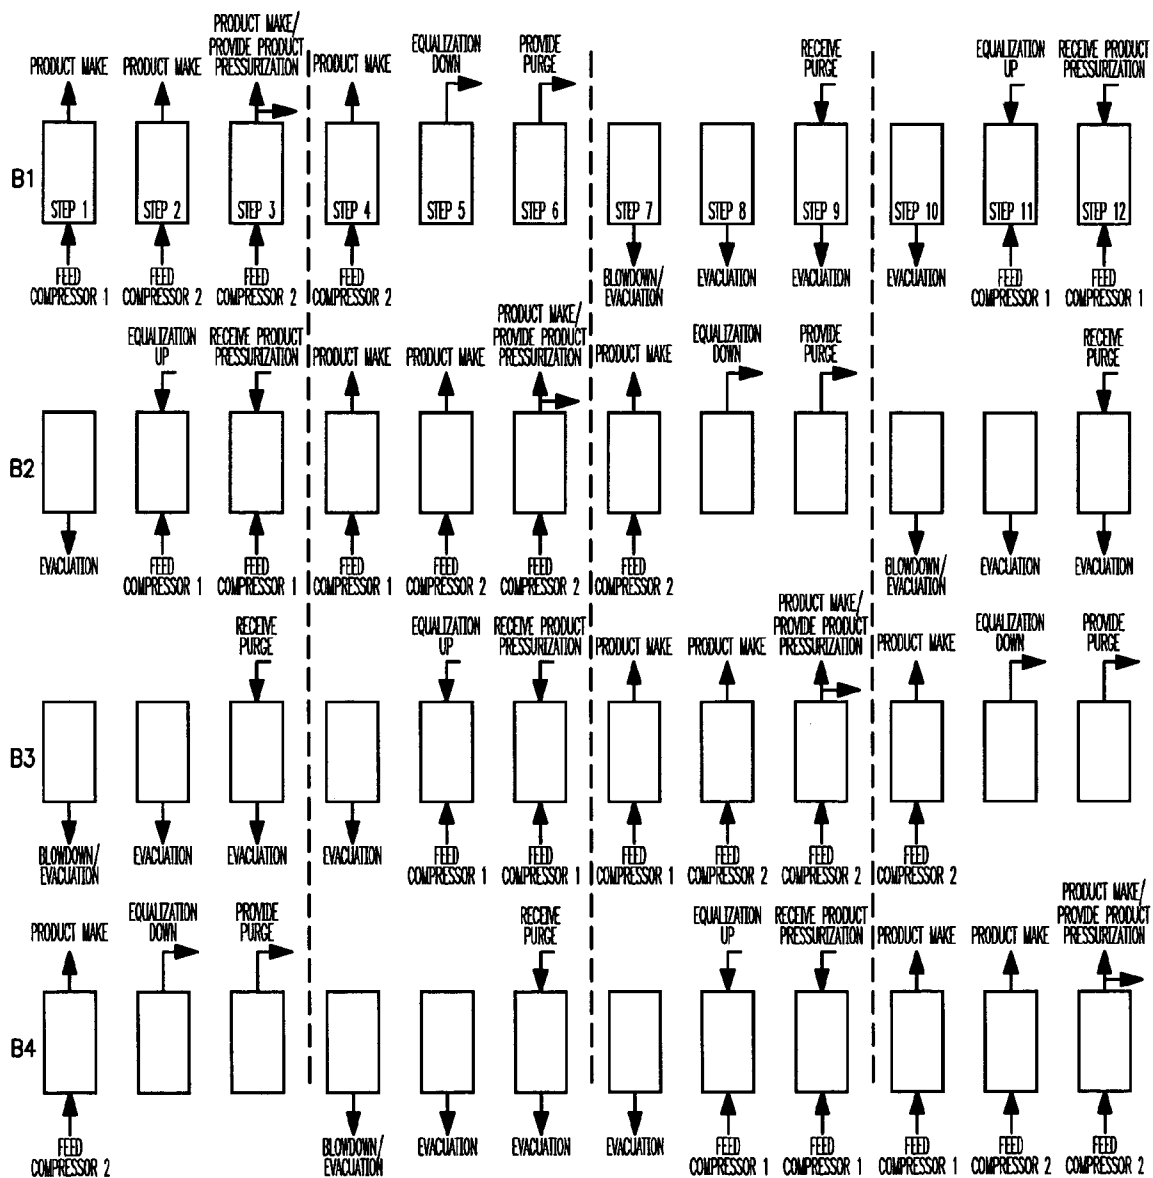 PRODUCT MAKE
PRODUCT MAKE
PRODUCT MAKE/
PROVIDE PRODUCT
PRESSURIZATION
PRODUCT MAKE
EQUALIZATION
DOWN
PROVIDE
PURGE
RECEIVE
PURGE
EQUALIZATION
UP
RECEIVE PRODUCT
PRESSURIZATION
B1
STEP 1
STEP 2
STEP 3
STEP 4
STEP 5
STEP 6
STEP 7
STEP 8
STEP 9
STEP 10
STEP 11
STEP 12
FEED
COMPRESSOR 1
FEED
COMPRESSOR 2
FEED
COMPRESSOR 2
FEED
COMPRESSOR 2
BLOWDOWN/
EVACUATION
EVACUATION
EVACUATION
EVACUATION
FEED
COMPRESSOR 1
FEED
COMPRESSOR 1
EQUALIZATION
UP
RECEIVE PRODUCT
PRESSURIZATION
PRODUCT MAKE
PRODUCT MAKE
PRODUCT MAKE/
PROVIDE PRODUCT
PRESSURIZATION
PRODUCT MAKE
EQUALIZATION
DOWN
PROVIDE
PURGE
RECEIVE
PURGE
B2
EVACUATION
FEED
COMPRESSOR 1
FEED
COMPRESSOR 1
FEED
COMPRESSOR 1
FEED
COMPRESSOR 2
FEED
COMPRESSOR 2
FEED
COMPRESSOR 2
BLOWDOWN/
EVACUATION
EVACUATION
EVACUATION
RECEIVE
PURGE
EQUALIZATION
UP
RECEIVE PRODUCT
PRESSURIZATION
PRODUCT MAKE
PRODUCT MAKE
PRODUCT MAKE/
PROVIDE PRODUCT
PRESSURIZATION
PRODUCT MAKE
EQUALIZATION
DOWN
PROVIDE
PURGE
B3
BLOWDOWN/
EVACUATION
EVACUATION
EVACUATION
EVACUATION
FEED
COMPRESSOR 1
FEED
COMPRESSOR 1
FEED
COMPRESSOR 1
FEED
COMPRESSOR 2
FEED
COMPRESSOR 2
FEED
COMPRESSOR 2
PRODUCT MAKE
EQUALIZATION
DOWN
PROVIDE
PURGE
RECEIVE
PURGE
EQUALIZATION
UP
RECEIVE PRODUCT
PRESSURIZATION
PRODUCT MAKE
PRODUCT MAKE
PRODUCT MAKE/
PROVIDE PRODUCT
PRESSURIZATION
B4
FEED
COMPRESSOR 2
BLOWDOWN/
EVACUATION
EVACUATION
EVACUATION
EVACUATION
FEED
COMPRESSOR 1
FEED
COMPRESSOR 1
FEED
COMPRESSOR 1
FEED
COMPRESSOR 2
FEED
COMPRESSOR 2